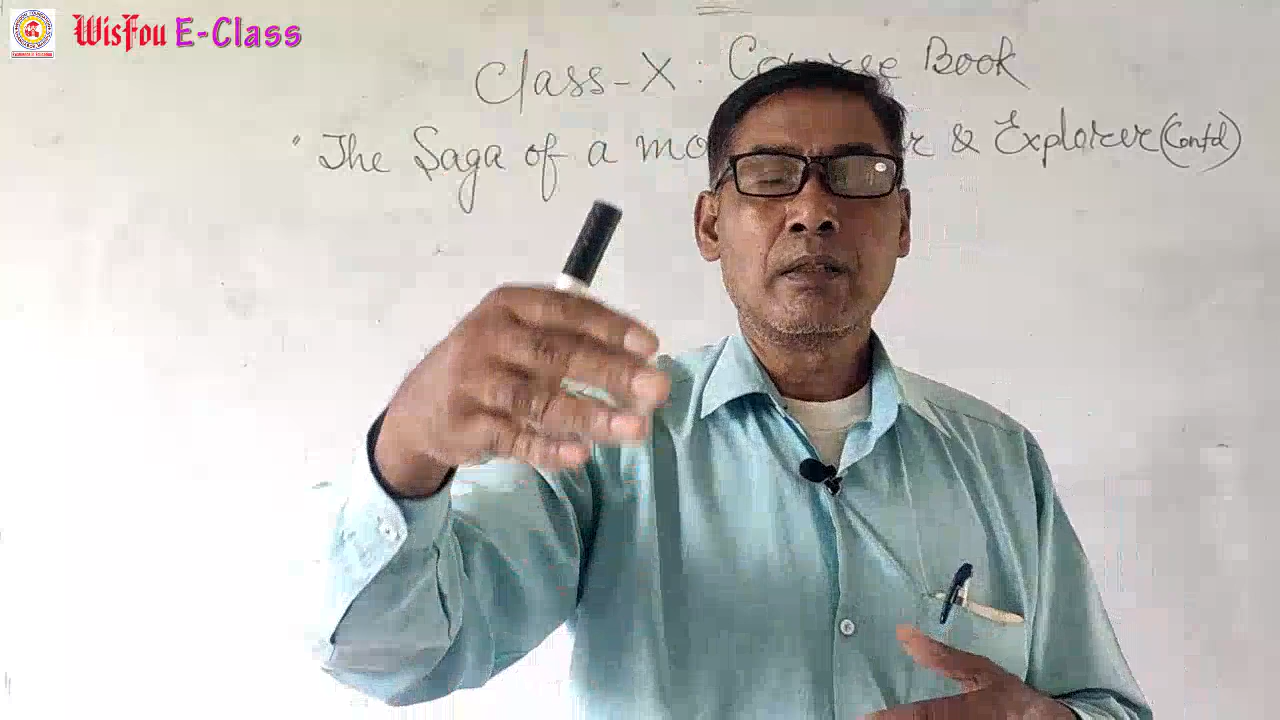 WisFou E-Class
Class-X : Course Book
"The Saga of a mo r & Explorer (Contd)